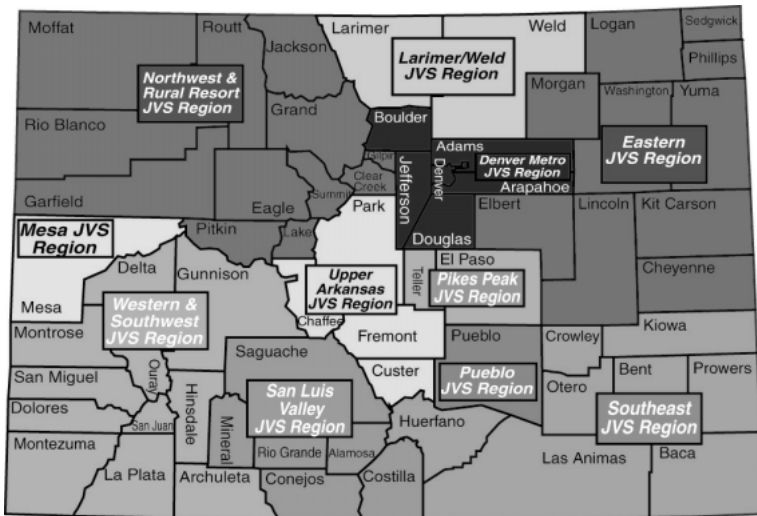 Moffat
Routt
Jackson
Larimer
Weld
Logan
Sedgwick
Phillips
Northwest &
Rural Resort
JVS Region
Larimer/Weld
JVS Region
Morgan
Washington
Yuma
Grand
Rio Blanco
Boulder
Gilpin
Adams
Eastern
JVS Region
Denver
Denver Metro
JVS Region
Jefferson
Clear
Creek
Arapahoe
Garfield
Eagle
Summit
Park
Elbert
Lincoln
Kit Carson
Mesa JVS
Region
Pitkin
Lake
Douglas
Delta
Gunnison
El Paso
Cheyenne
Mesa
Western &
Southwest
JVS Region
Upper
Arkansas
JVS Region
Teller
Pikes Peak
JVS Region
Chaffee
Montrose
Fremont
Pueblo
Crowley
Kiowa
Ouray
Saguache
Custer
Pueblo
JVS Region
Otero
Bent
Prowers
San Miguel
Hinsdale
San Luis
Valley
JVS Region
Southeast
JVS Region
Dolores
San Juan
Mineral
Huerfano
Montezuma
Rio Grande
Alamosa
Las Animas
Baca
La Plata
Archuleta
Conejos
Costilla